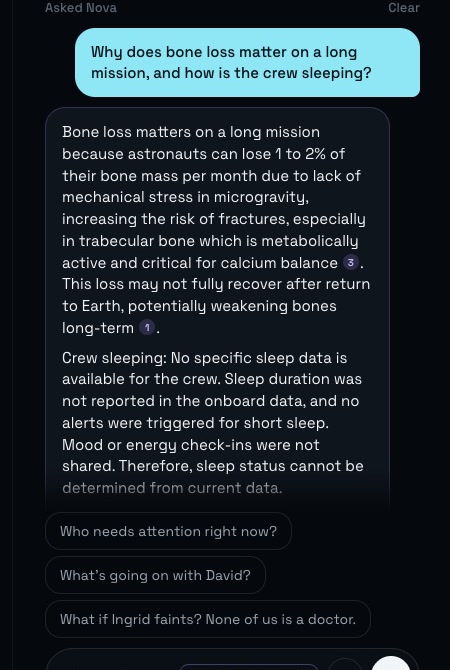 Asked Nova
Clear
Why does bone loss matter on a long
mission, and how is the crew sleeping?
Bone loss matters on a long mission
because astronauts can lose 1 to 2% of
their bone mass per month due to lack of
mechanical stress in microgravity,
increasing the risk of fractures, especially
in trabecular bone which is metabolically
active and critical for calcium balance 3.
This loss may not fully recover after return
to Earth, potentially weakening bones
long-term 1.
Crew sleeping: No specific sleep data is
available for the crew. Sleep duration was
not reported in the onboard data, and no
alerts were triggered for short sleep.
Mood or energy check-ins were not
shared. Therefore, sleep status cannot be
determined from current data.
Who needs attention right now?
What's going on with David?
What if Ingrid faints? None of us is a doctor.